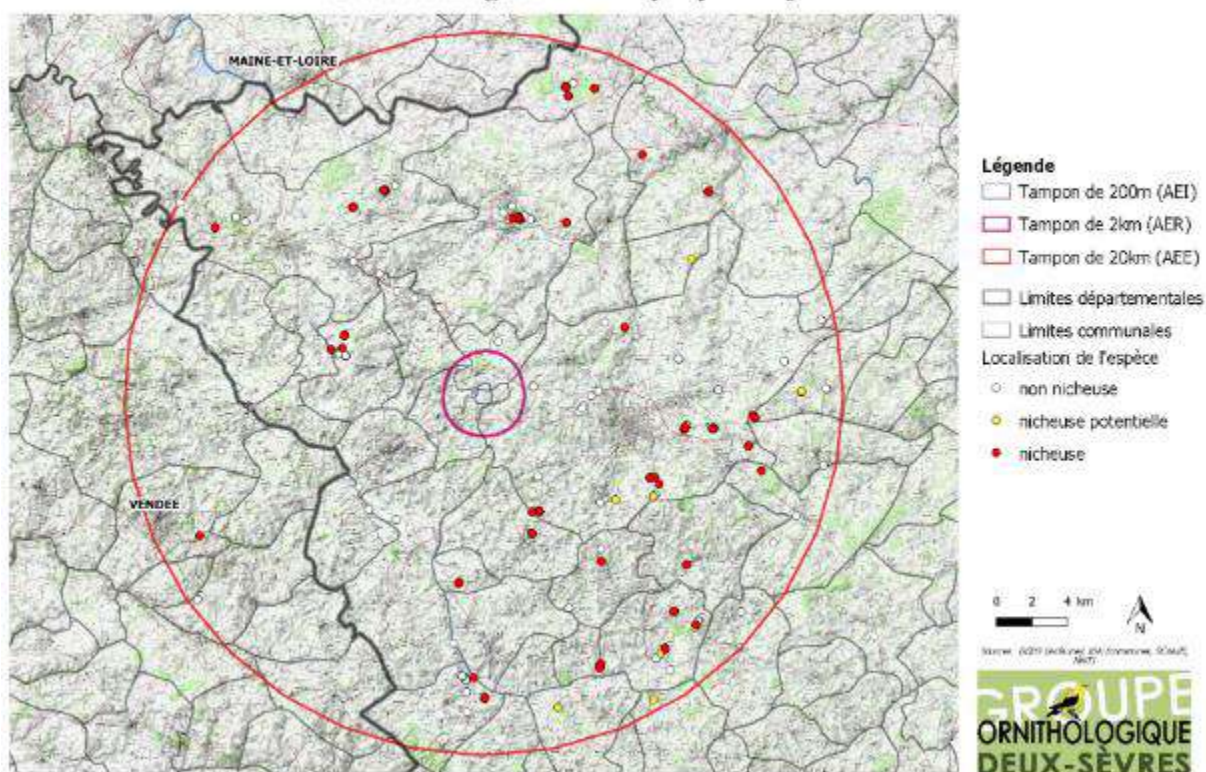 MAINE-ET-LOIRE
VENDÉE
Légende
Tampon de 200m (AEI)
Tampon de 2km (AER)
Tampon de 20km (AEE)
Limites départementales
Limites communales
Localisation de l'espèce
non nicheuse
nicheuse potentielle
nicheuse
0 2 4 km
N
GROUPE
ORNITHOLOGIQUE
DEUX-SÈVRES